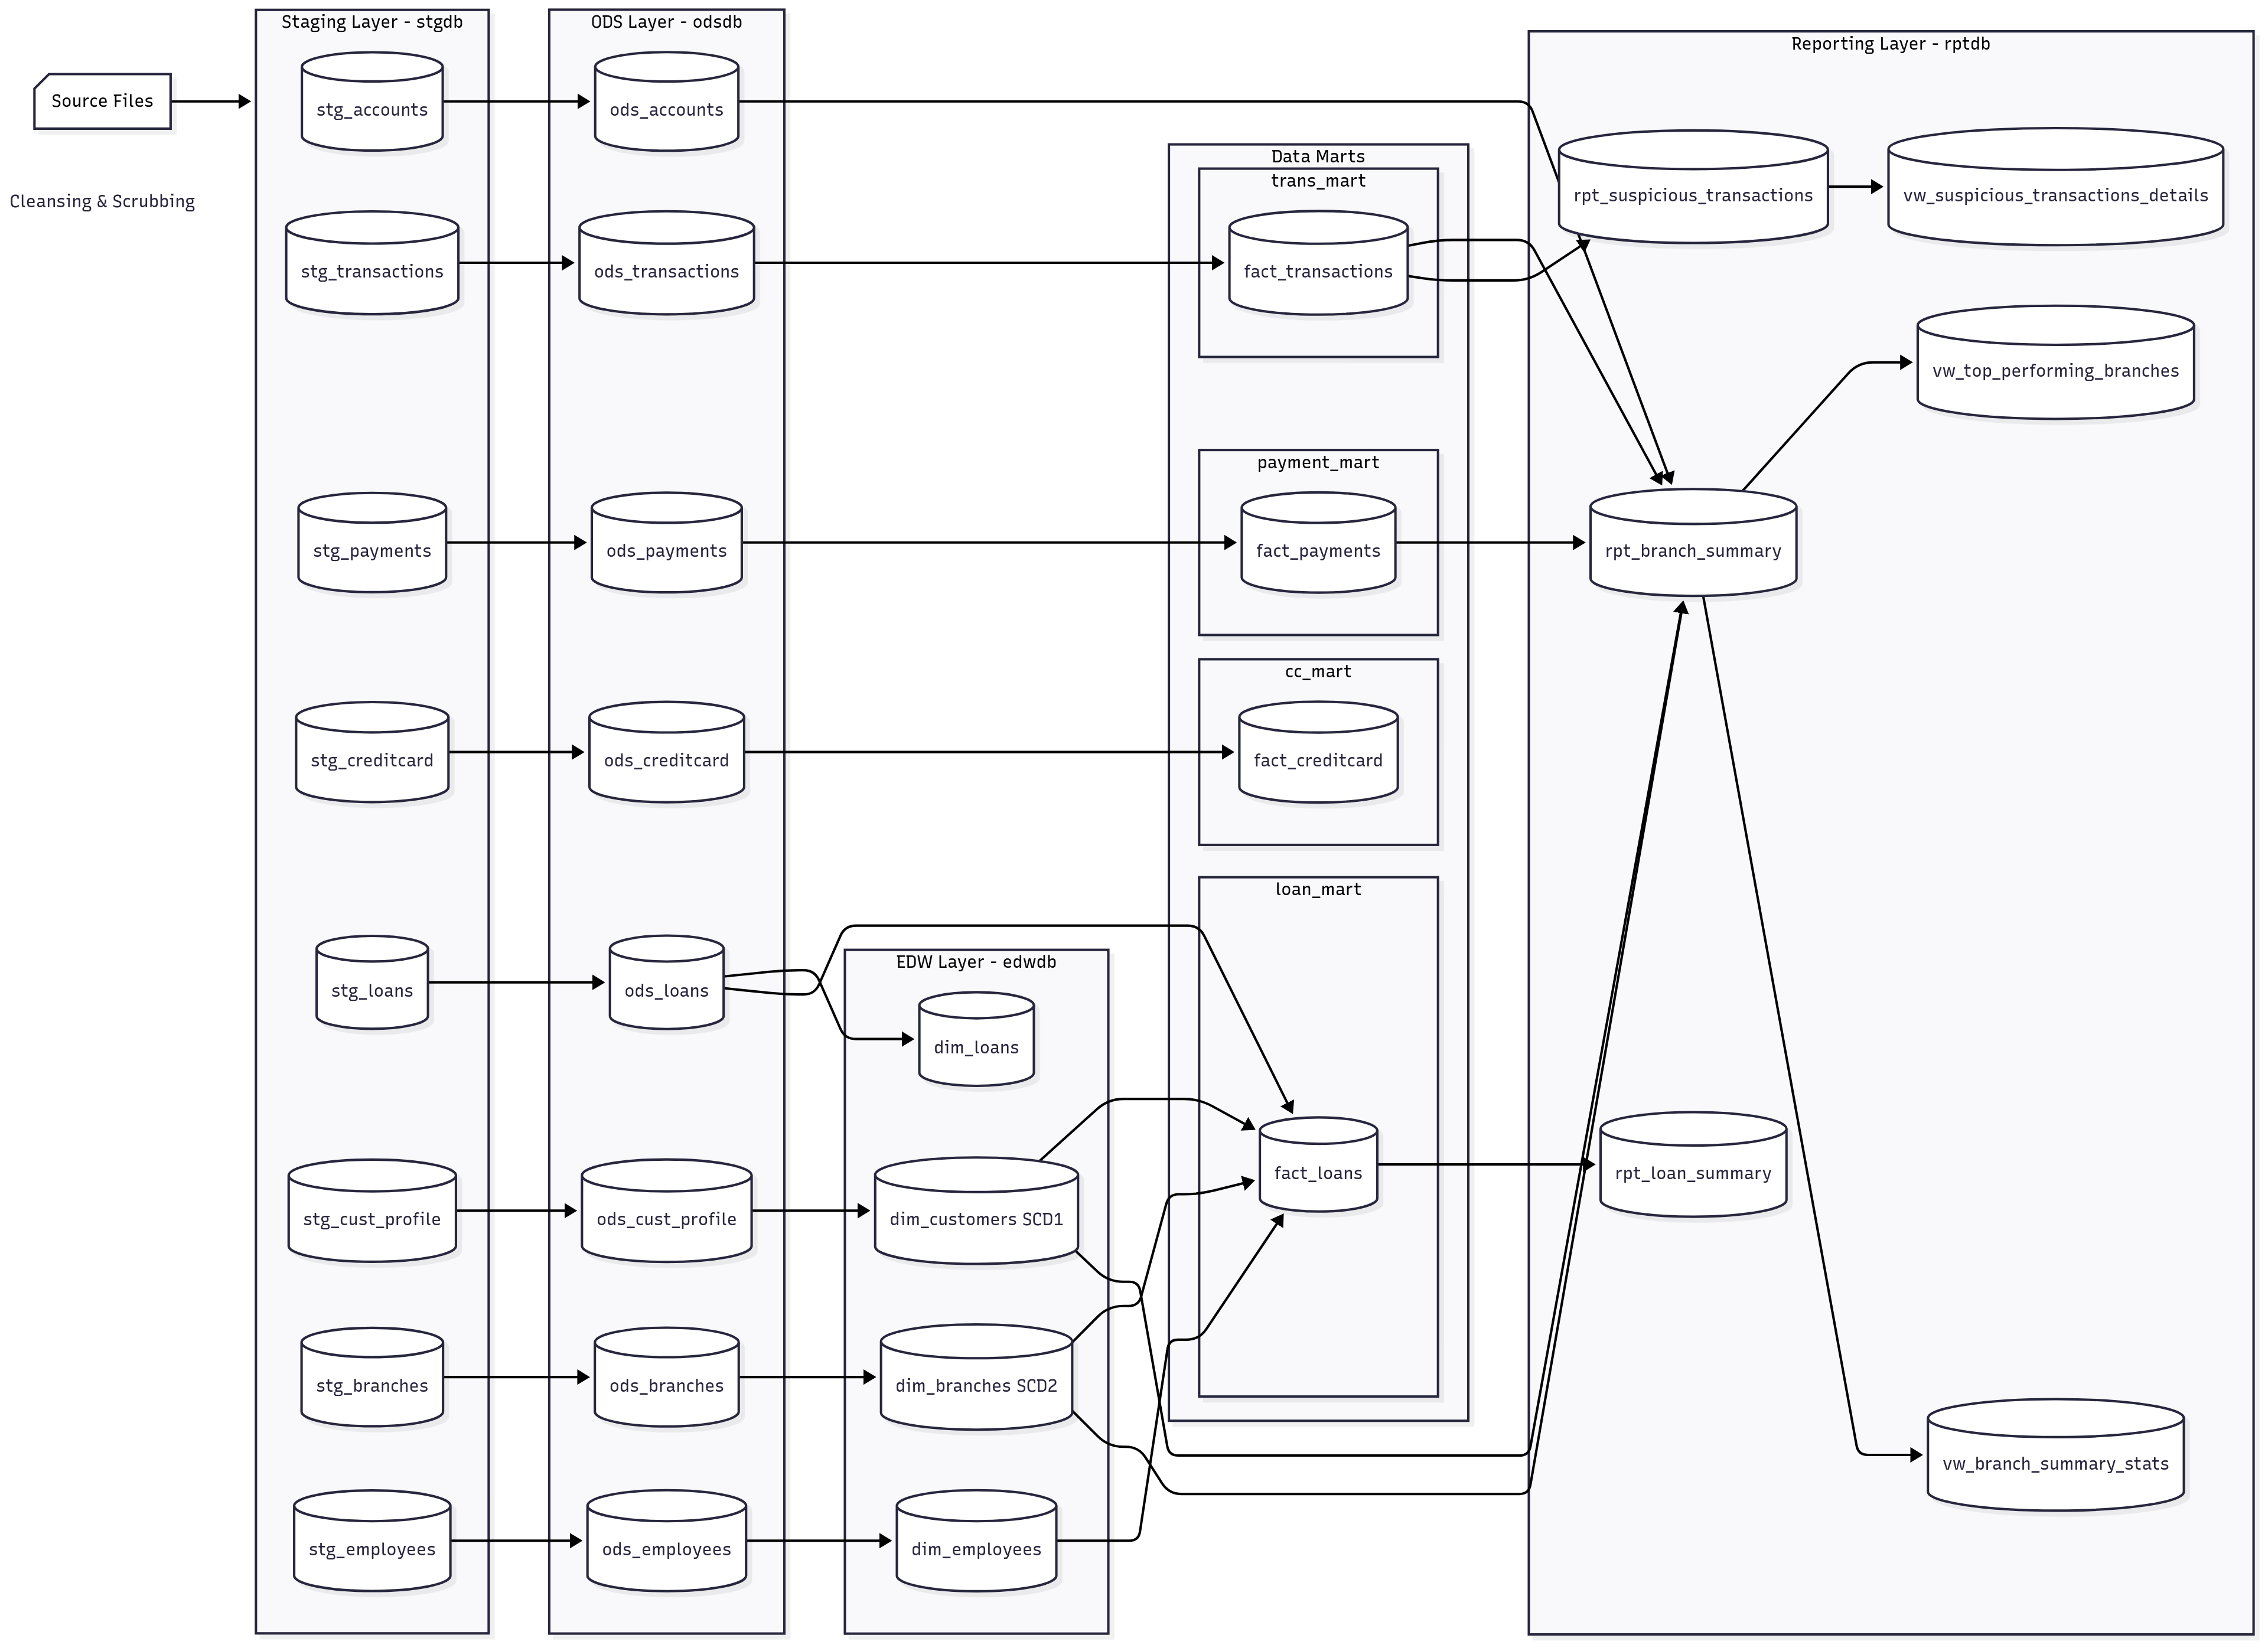 Source Files
Cleansing & Scrubbing
Staging Layer - stgdb
stg_accounts
stg_transactions
stg_payments
stg_creditcard
stg_loans
stg_cust_profile
stg_branches
stg_employees
ODS Layer - odsdb
ods_accounts
ods_transactions
ods_payments
ods_creditcard
ods_loans
ods_cust_profile
ods_branches
ods_employees
EDW Layer - edwdb
dim_loans
dim_customers SCD1
dim_branches SCD2
dim_employees
Data Marts
trans_mart
fact_transactions
payment_mart
fact_payments
cc_mart
fact_creditcard
loan_mart
fact_loans
Reporting Layer - rptdb
rpt_suspicious_transactions
vw_suspicious_transactions_details
vw_top_performing_branches
rpt_branch_summary
rpt_loan_summary
vw_branch_summary_stats